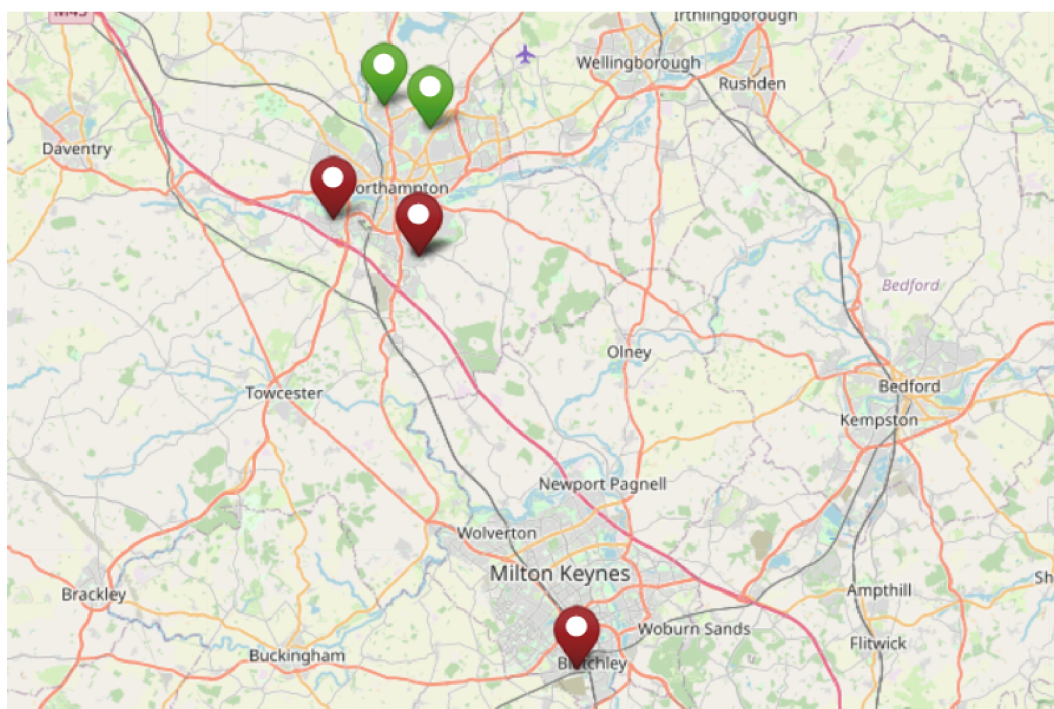 M45
Irthlingborough
Wellingborough
Rushden
Daventry
orthampton
Bedford
Olney
Bedford
Towcester
Kempston
Newport Pagnell
Wolverton
Milton Keynes
Ampthill
Sh
Brackley
Woburn Sands
Flitwick
Buckingham
Bletchley